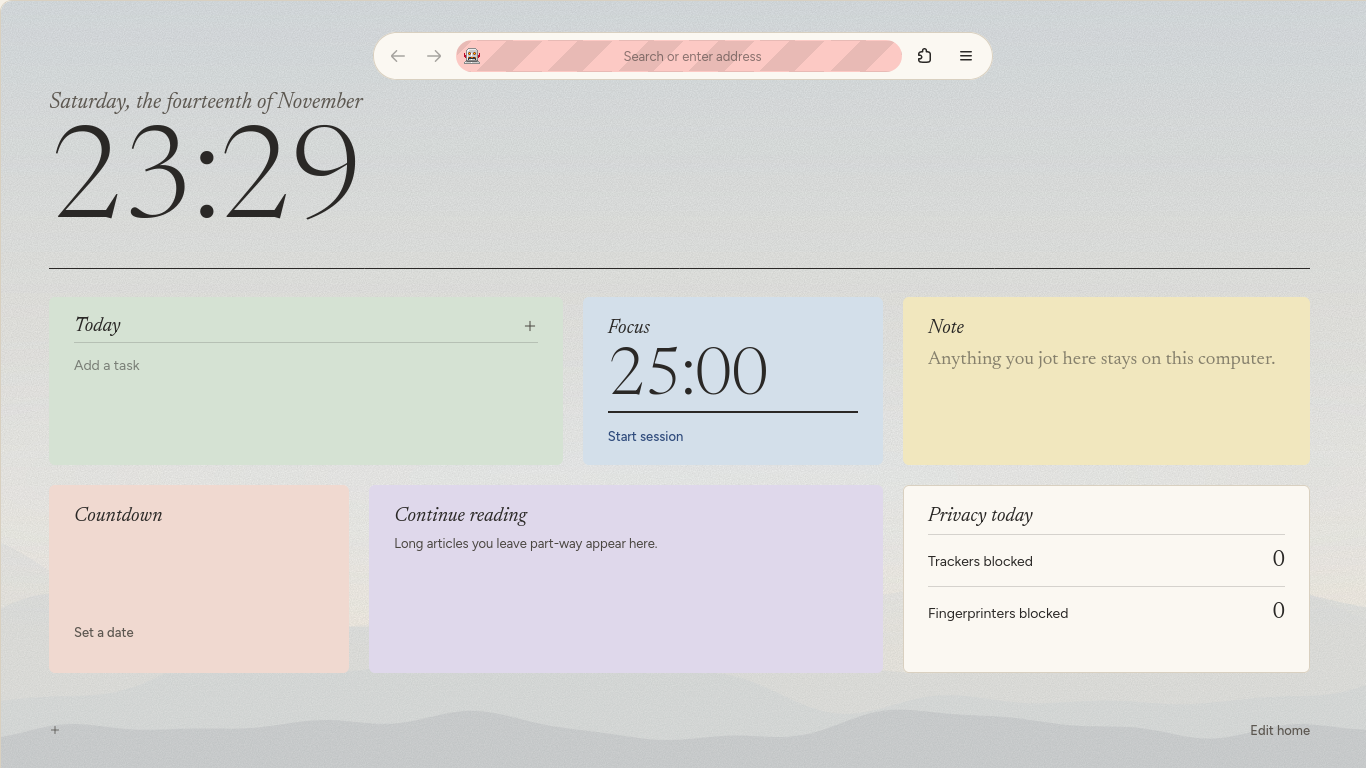 Search or enter address
Saturday, the fourteenth of November
23:29
Today
Add a task
Focus
25:00
Start session
Note
Anything you jot here stays on this computer.
Countdown
Set a date
Continue reading
Long articles you leave part-way appear here.
Privacy today
Trackers blocked 0
Fingerprinters blocked 0
Edit home